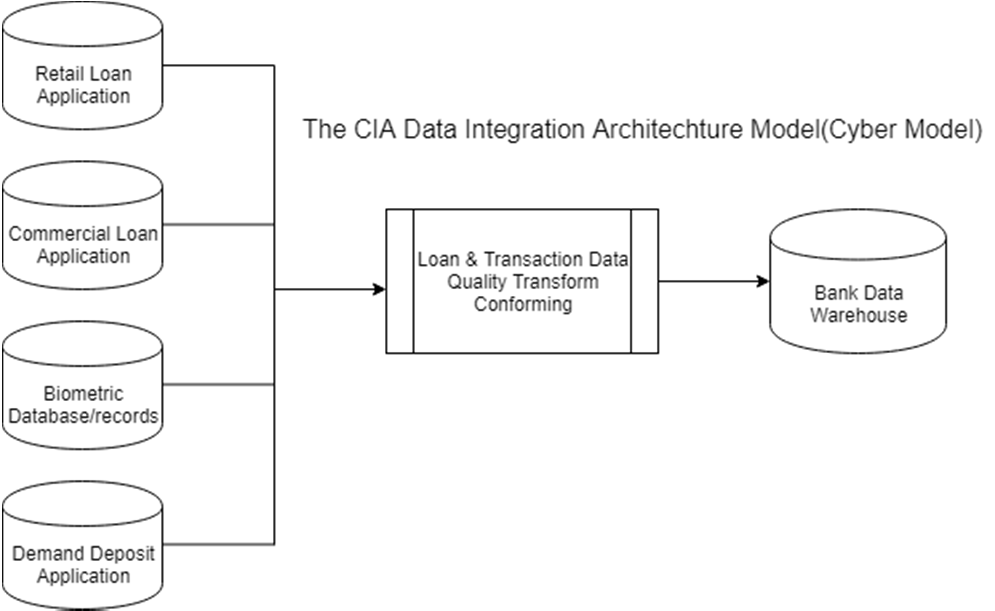 Retail Loan
Application
The CIA Data Integration Architechture Model(Cyber Model)
Commercial Loan
Application
Loan & Transaction Data
Quality Transform
Conforming
Bank Data
Warehouse
Biometric
Database/records
Demand Deposit
Application